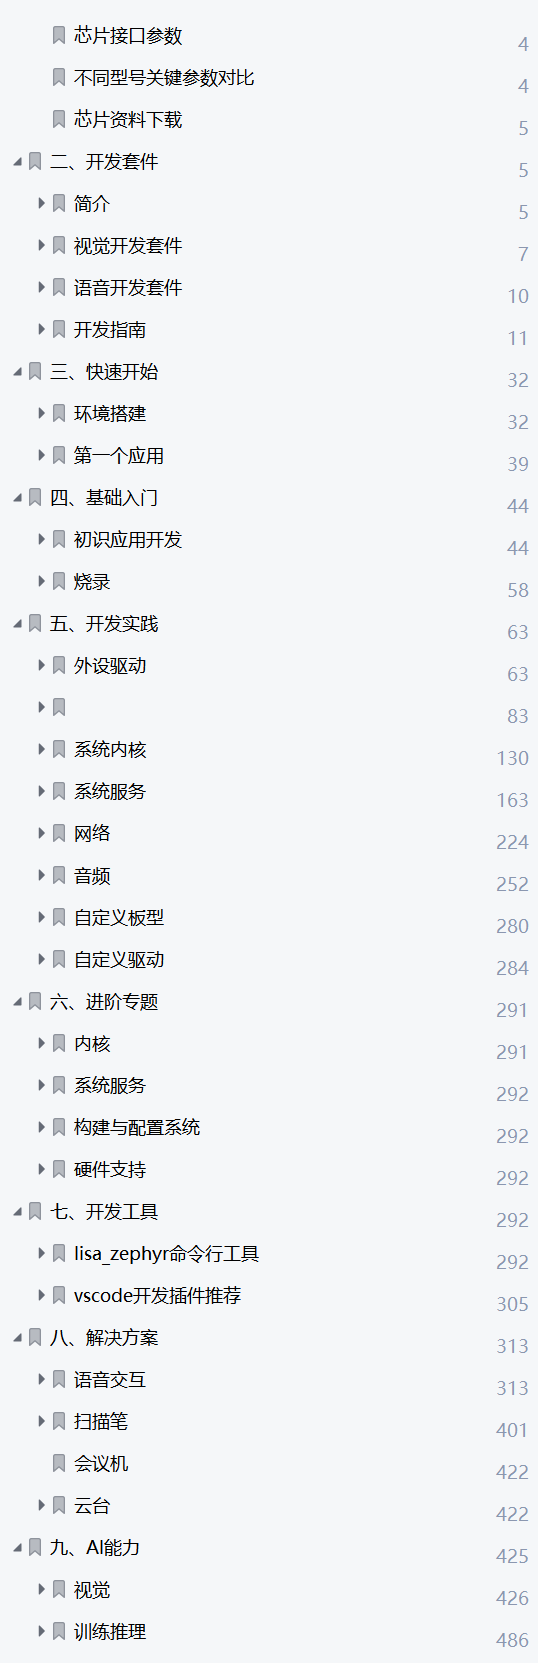 芯片接口参数 4
不同型号关键参数对比 4
芯片资料下载 5
二、开发套件 5
简介 5
视觉开发套件 7
语音开发套件 10
开发指南 11
三、快速开始 32
环境搭建 32
第一个应用 39
四、基础入门 44
初识应用开发 44
烧录 58
五、开发实践 63
外设驱动 63
83
系统内核 130
系统服务 163
网络 224
音频 252
自定义板型 280
自定义驱动 284
六、进阶专题 291
内核 291
系统服务 292
构建与配置系统 292
硬件支持 292
七、开发工具 292
lisa_zephyr命令行工具 292
vscode开发插件推荐 305
八、解决方案 313
语音交互 313
扫描笔 401
会议机 422
云台 422
九、AI能力 425
视觉 426
训练推理 486